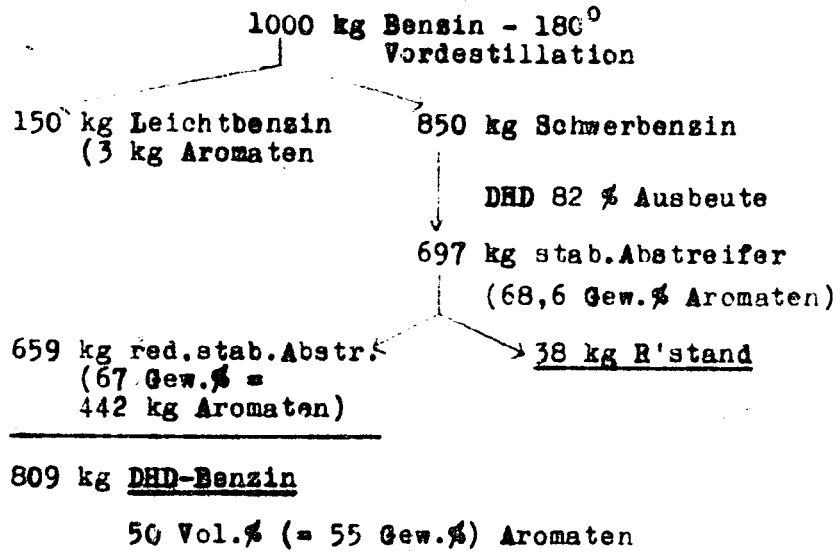 1000 kg Benzin - 180°
Vordestillation
150 kg Leichtbenzin
(3 kg Aromaten
850 kg Schwerbenzin
DHD 82 % Ausbeute
697 kg stab.Abstreifer
(68,6 Gew.% Aromaten)
659 kg red.stab.Abstr.
(67 Gew.% =
442 kg Aromaten)
38 kg R'stand
809 kg DHD-Benzin
50 Vol.% (= 55 Gew.%) Aromaten